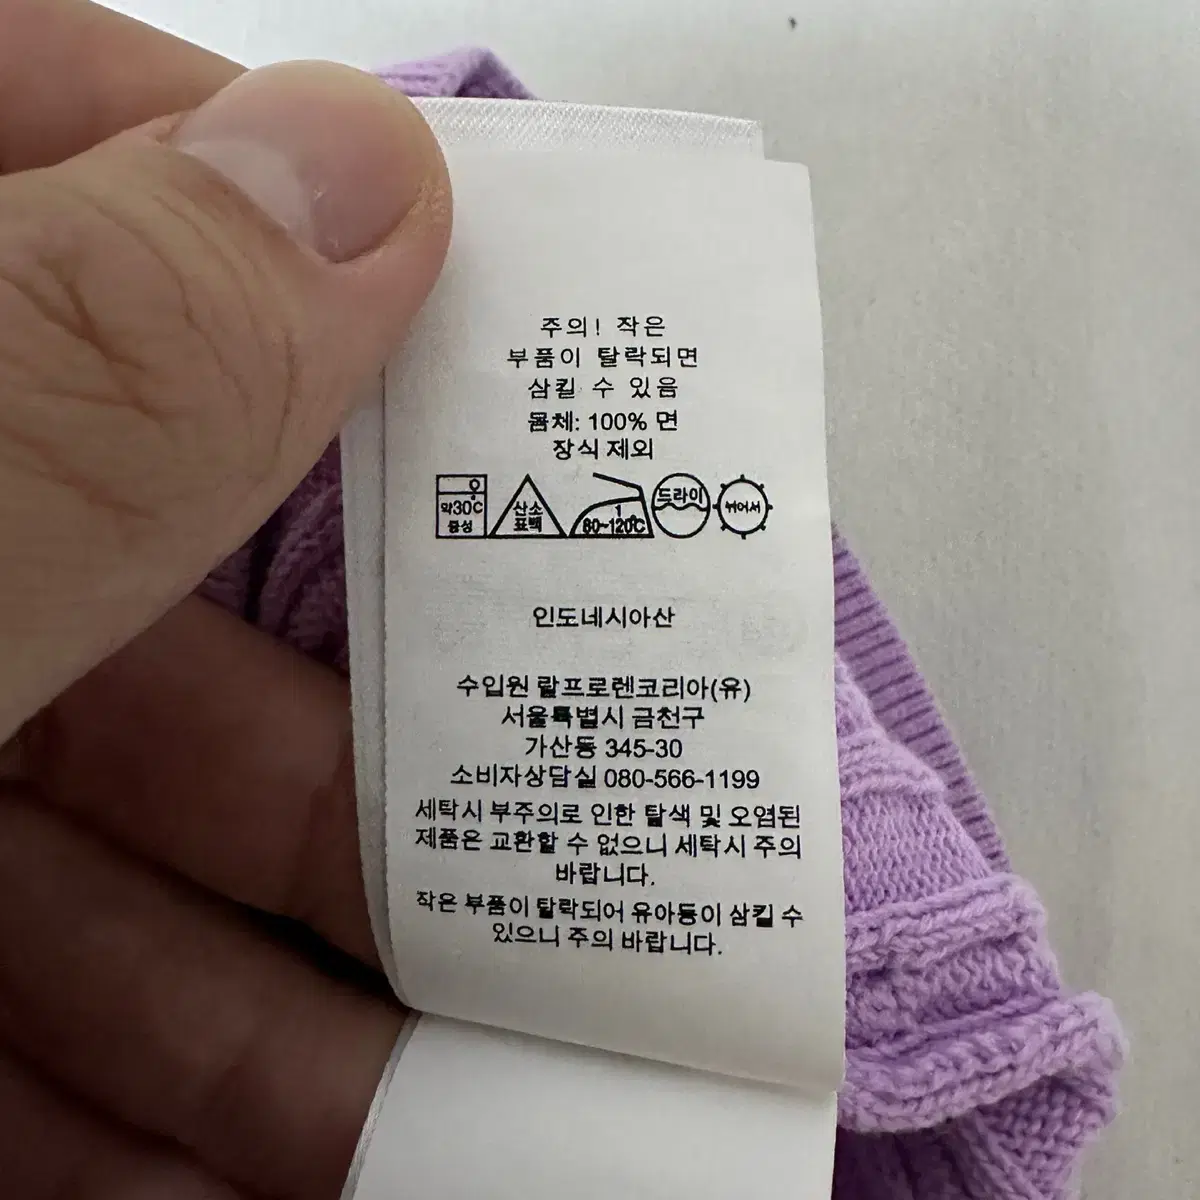 주의! 작은
부품이 탈락되면
삼킬 수 있음
몸체: 100% 면
장식 제외
약30℃
중성
산소
표백
1
80~120℃
드라이
뉘어서
인도네시아산
수입원 랄프로렌코리아(유)
서울특별시 금천구
가산동 345-30
소비자상담실 080-566-1199
세탁시 부주의로 인한 탈색 및 오염된
제품은 교환할 수 없으니 세탁시 주의
바랍니다.
작은 부품이 탈락되어 유아등이 삼킬 수
있으니 주의 바랍니다.